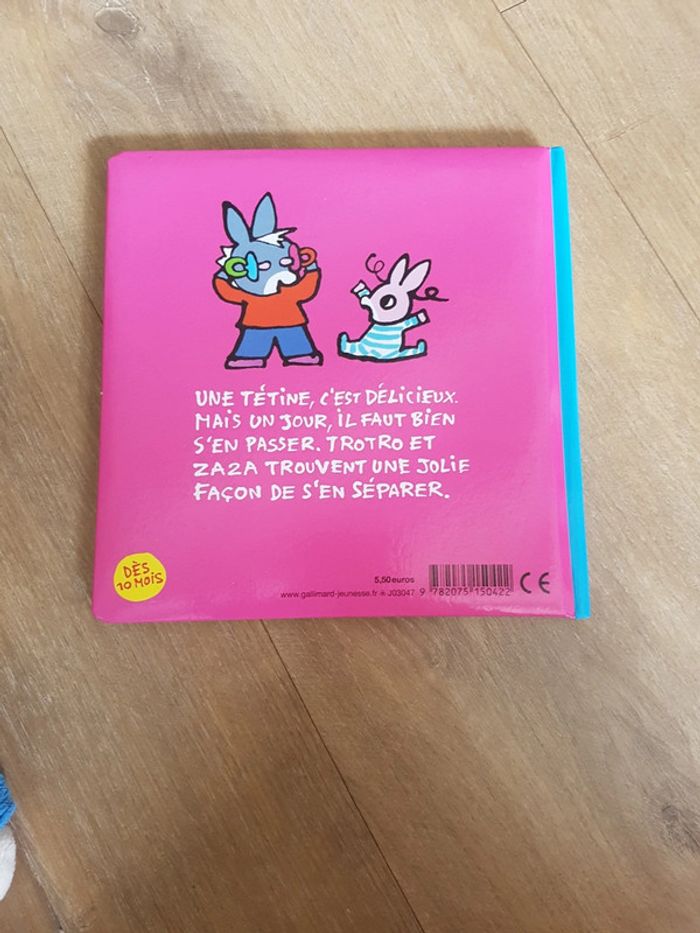 UNE TÉTINE, C'EST DÉLICIEUX.
MAIS UN JOUR, IL FAUT BIEN
S'EN PASSER. TROTRO ET
ZAZA TROUVENT UNE JOLIE
FAÇON DE S'EN SÉPARER.
DÈS
10 MOIS
5,50 euros
www.gallimard-jeunesse.fr ✳ J03047
9 782075 150422
CE